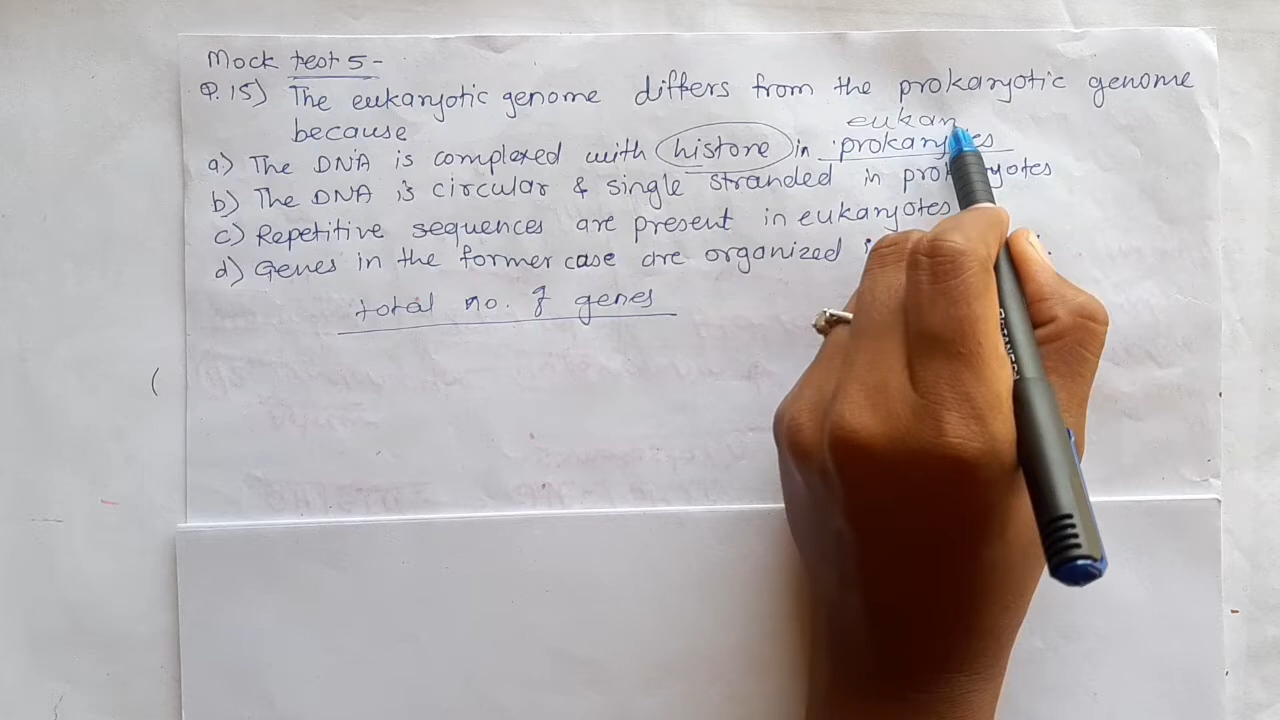 Mock test 5-
Q.15) The eukaryotic genome differs from the prokaryotic genome
because
eukar
a) The DNA is complexed with histone in prokaryotes
b) The DNA is circular & single stranded in prokaryotes
c) Repetitive sequences are present in eukaryotes
d) Genes in the former case are organized
total no. of genes